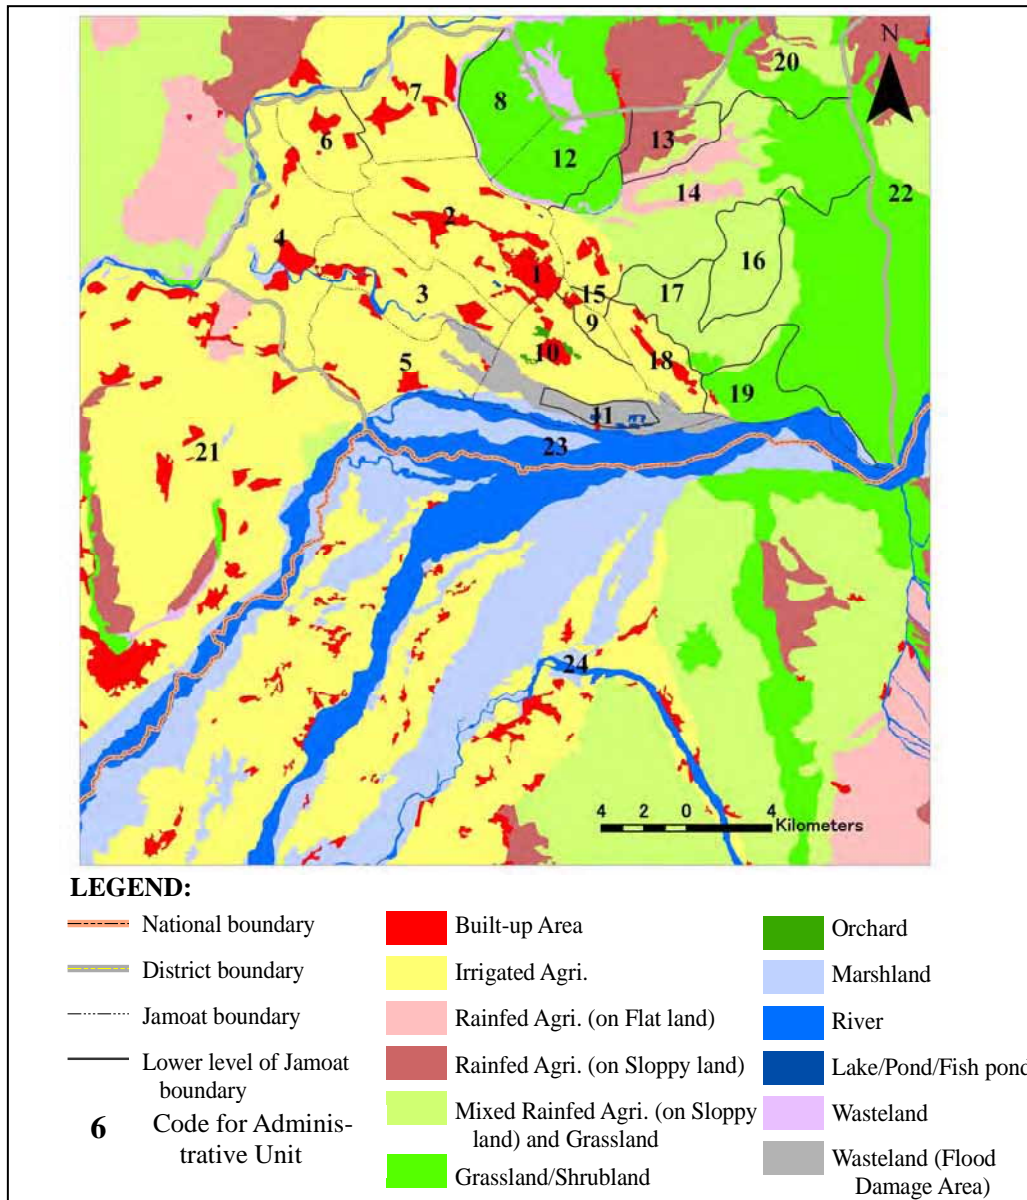 N
20
7
8
13
6
12
14
22
2
4
1
16
3
15
17
9
10
18
5
19
11
23
21
24
4 2 0 4
Kilometers
LEGEND:
National boundary
District boundary
Jamoat boundary
Lower level of Jamoat
boundary
6 Code for Adminis-
trative Unit
Built-up Area
Irrigated Agri.
Rainfed Agri. (on Flat land)
Rainfed Agri. (on Sloppy land)
Mixed Rainfed Agri. (on Sloppy
land) and Grassland
Grassland/Shrubland
Orchard
Marshland
River
Lake/Pond/Fish pond
Wasteland
Wasteland (Flood
Damage Area)